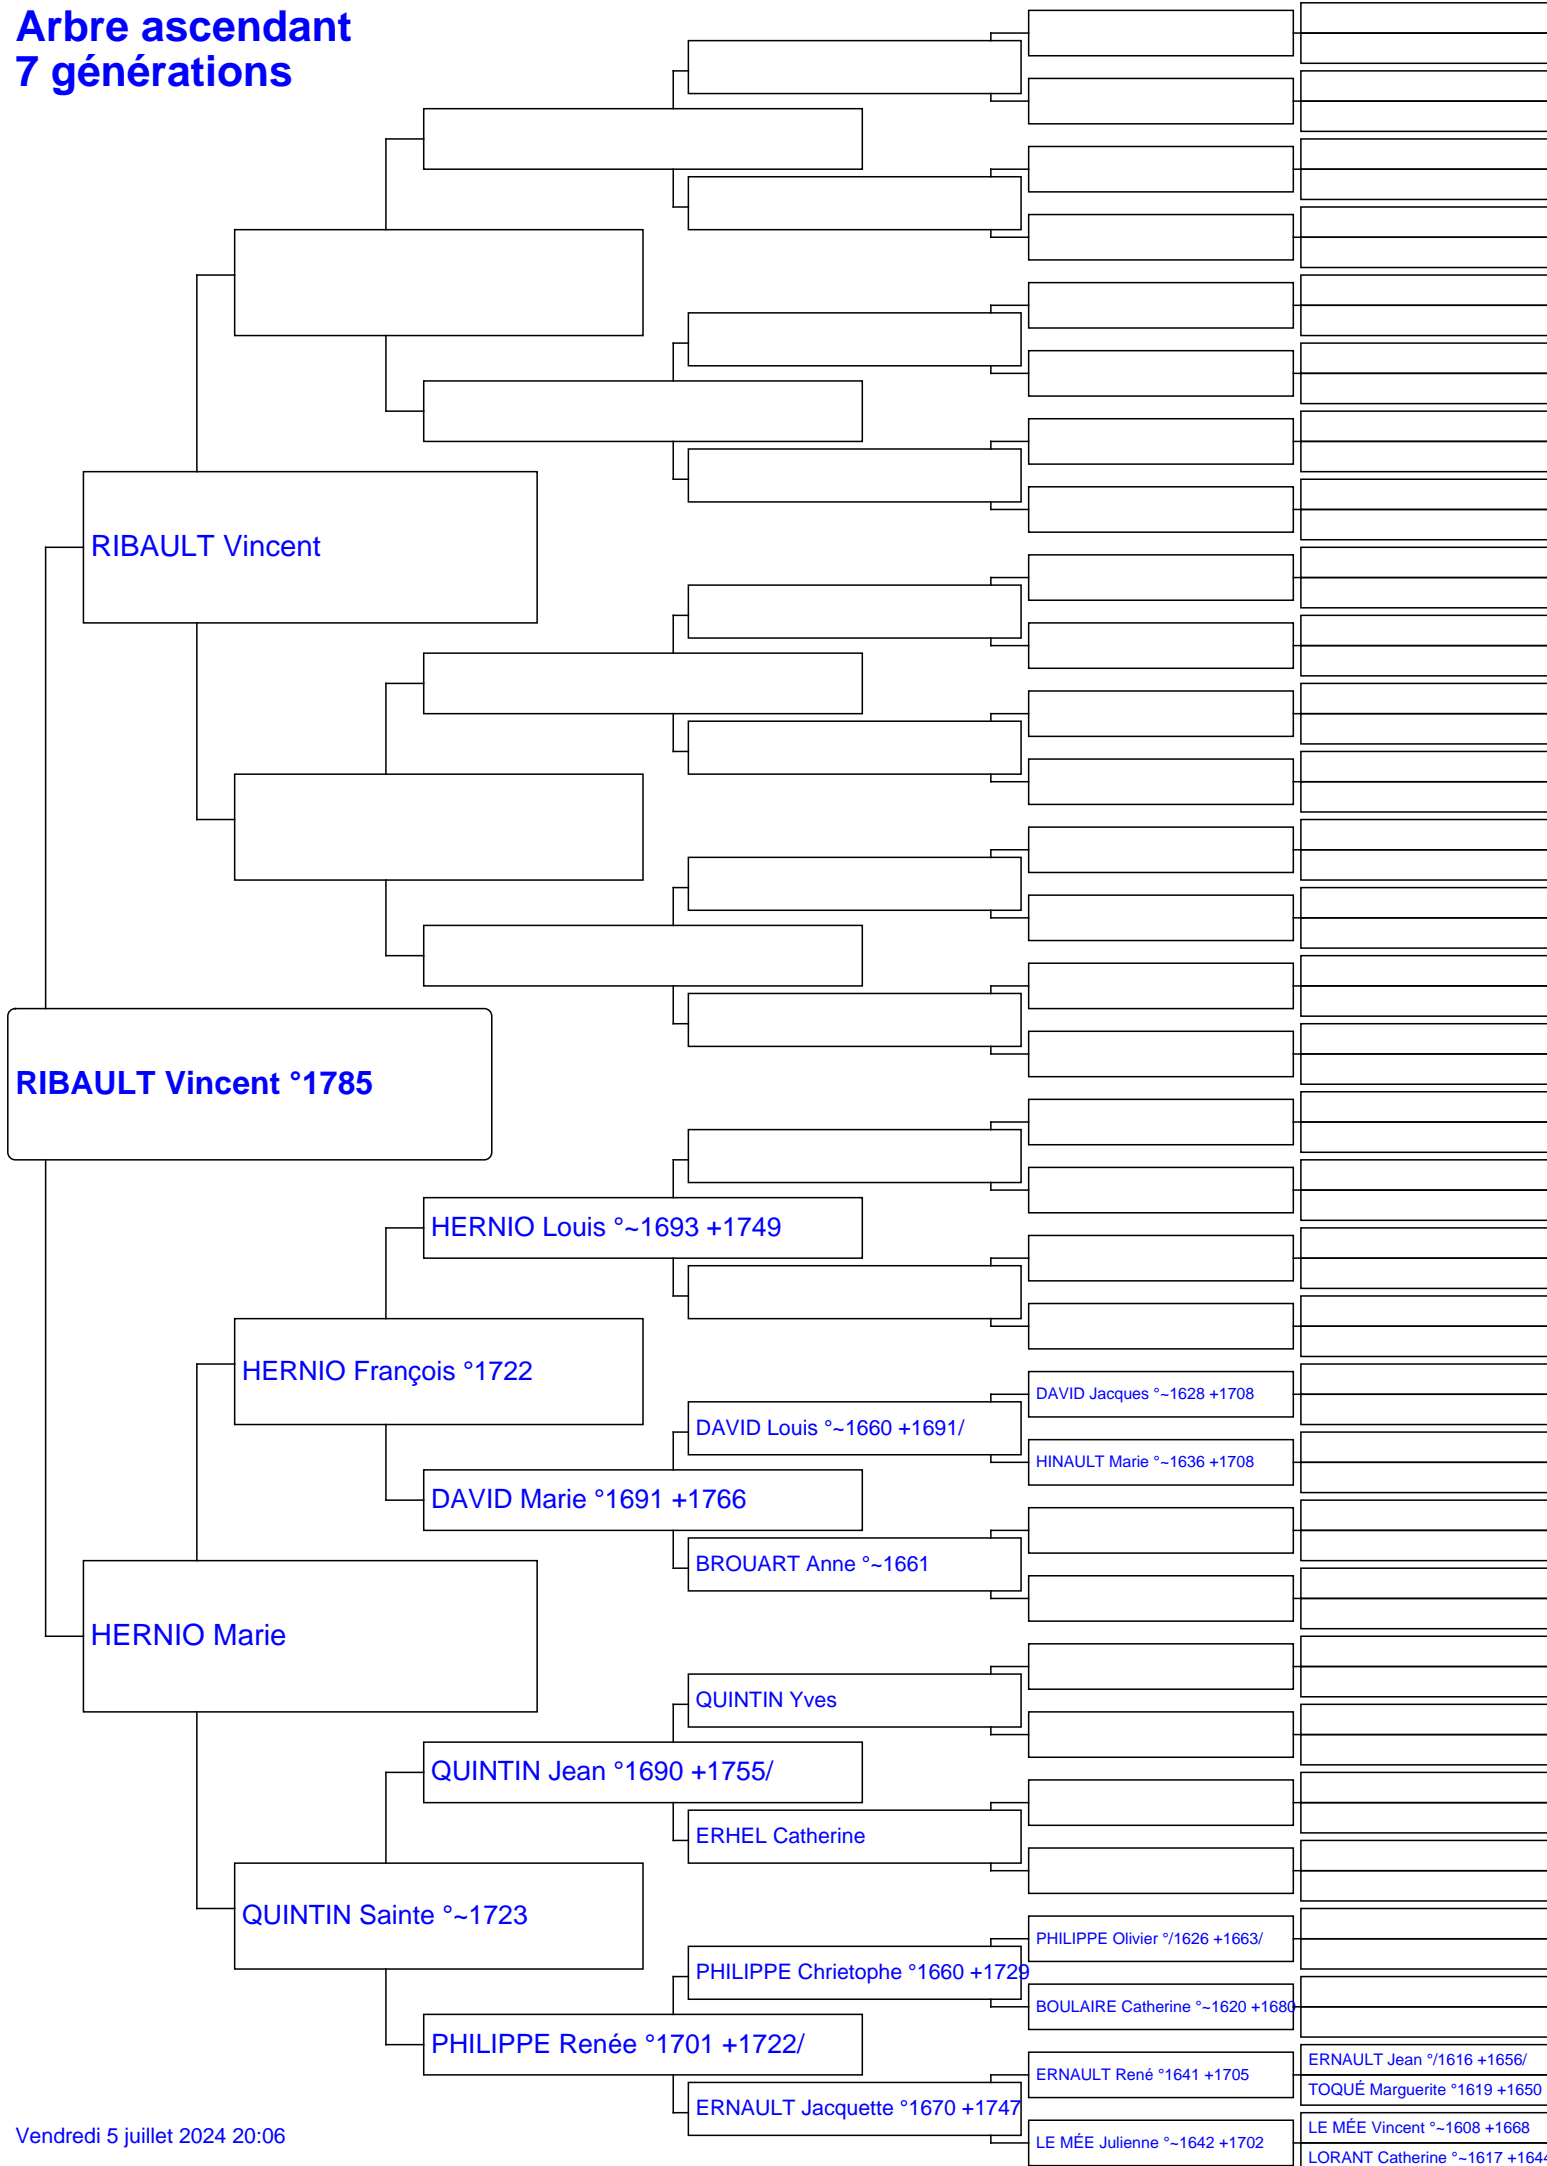 Arbre ascendant
7 générations
RIBAULT Vincent
RIBAULT Vincent °1785
HERNIO Louis °~1693 +1749
HERNIO François °1722
DAVID Jacques °~1628 +1708
DAVID Louis °~1660 +1691/
HINAULT Marie °~1636 +1708
DAVID Marie °1691 +1766
BROUART Anne °~1661
HERNIO Marie
QUINTIN Yves
QUINTIN Jean °1690 +1755/
ERHEL Catherine
QUINTIN Sainte °~1723
PHILIPPE Olivier °/1626 +1663/
PHILIPPE Chrietophe °1660 +1729
BOULAIRE Catherine °~1620 +1680
PHILIPPE Renée °1701 +1722/
ERNAULT Jean °/1616 +1656/
ERNAULT René °1641 +1705
TOQUÉ Marguerite °1619 +1650
ERNAULT Jacquette °1670 +1747
LE MÉE Vincent °~1608 +1668
LE MÉE Julienne °~1642 +1702
LORANT Catherine °~1617 +1644
Vendredi 5 juillet 2024 20:06